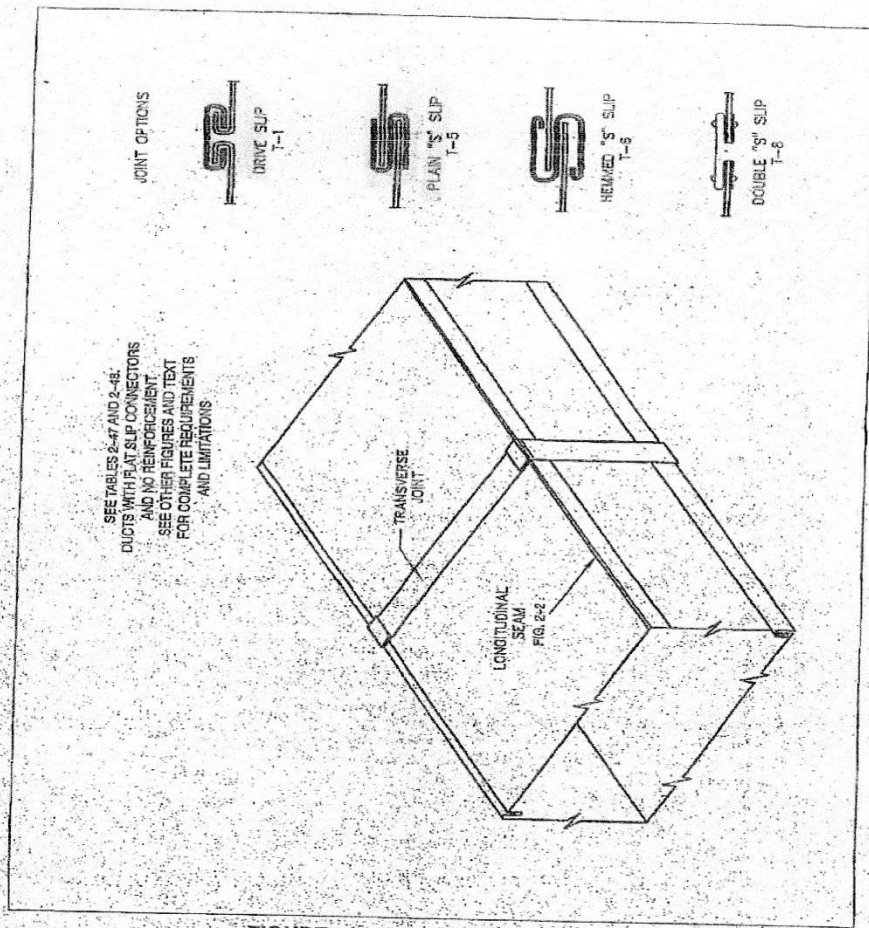 JOINT OPTIONS
DRIVE SLIP
T-1
PLAIN "S" SLIP
T-5
HEMMED "S" SLIP
T-6
DOUBLE "S" SLIP
T-8
SEE TABLES 2-47 AND 2-48.
DUCTS WITH FLAT SLIP CONNECTORS
AND NO REINFORCEMENT.
SEE OTHER FIGURES AND TEXT
FOR COMPLETE REQUIREMENTS
AND LIMITATIONS
TRANSVERSE
JOINT
LONGITUDINAL
SEAM
FIG. 2-2